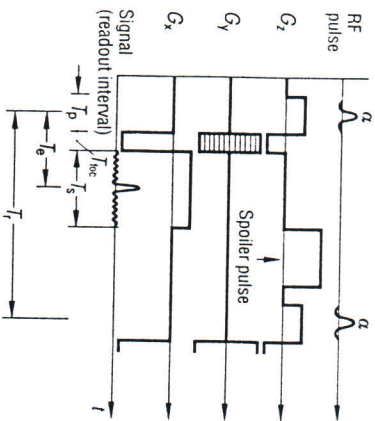 RF
pulse
α
α
G_z
Spoiler pulse
G_y
G_x
Signal
(readout interval)
t
T_p
T_foc
T_s
T_e
T_r